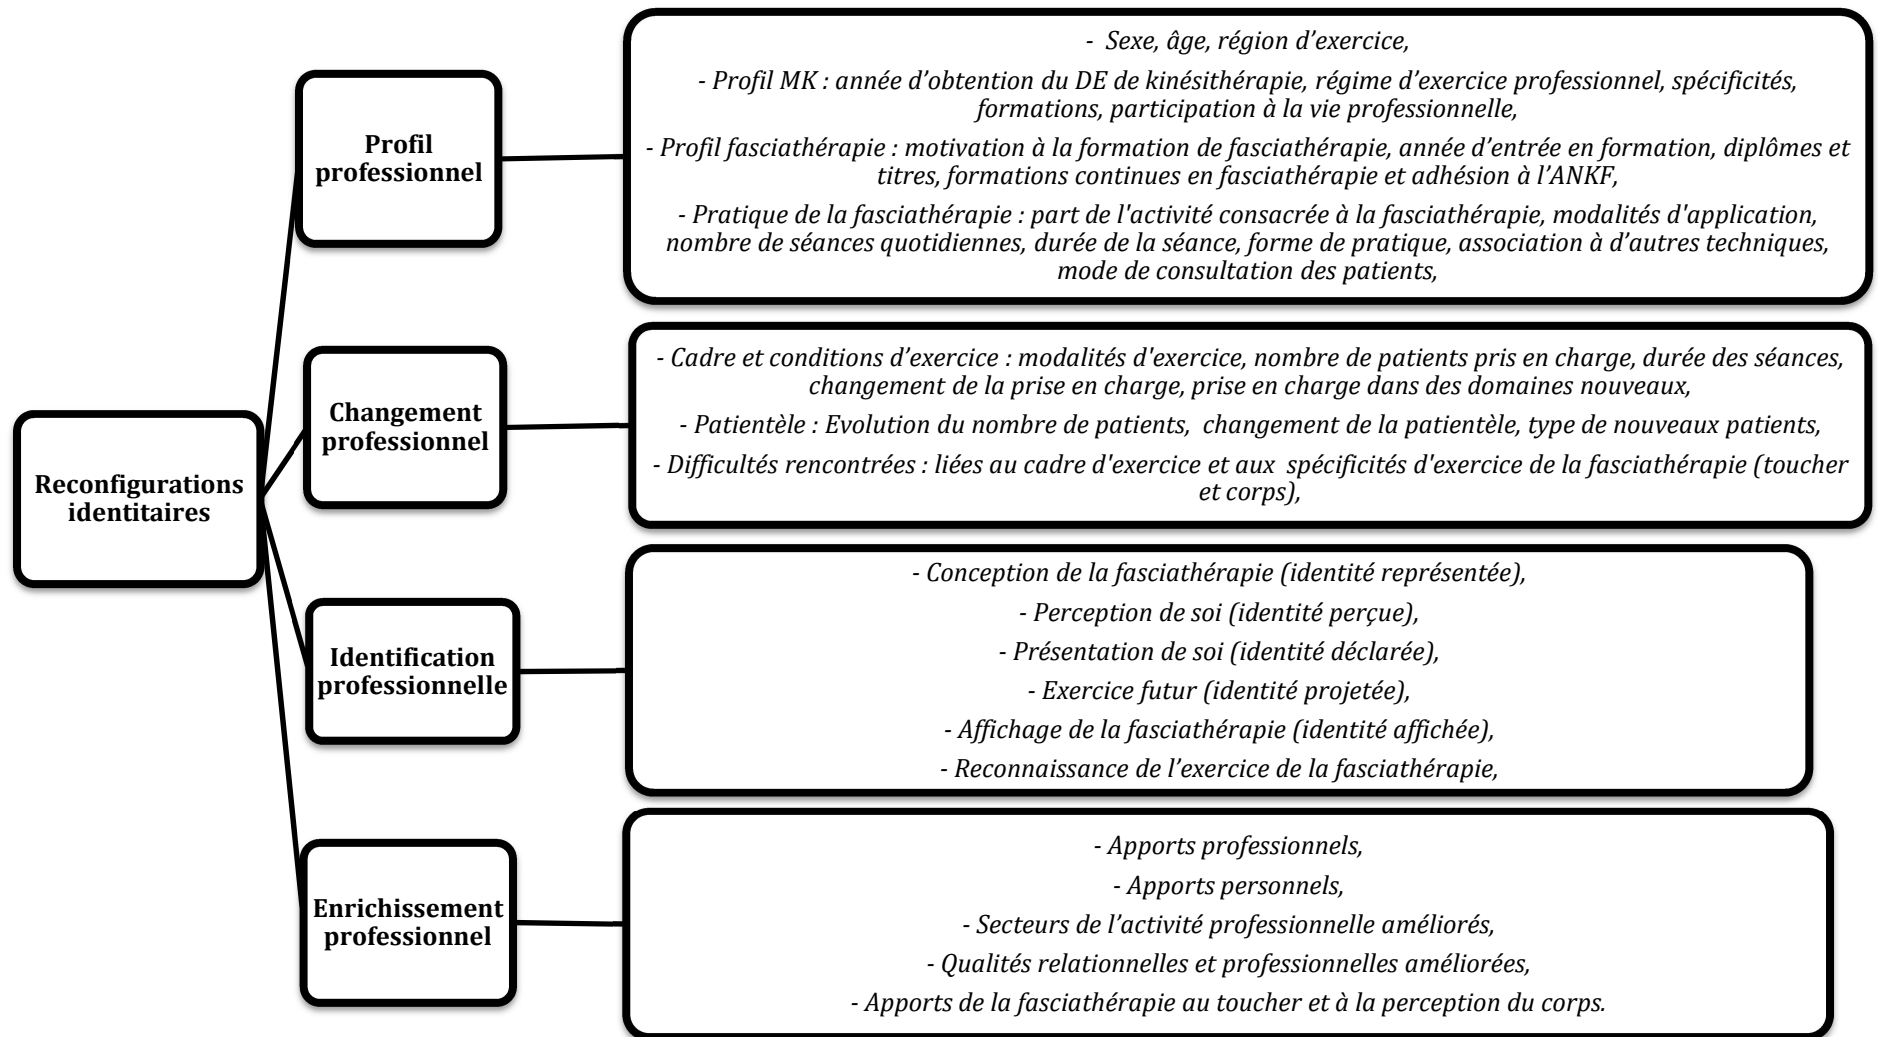 Reconfigurations
identitaires
Profil
professionnel
- Sexe, âge, région d’exercice,
- Profil MK : année d’obtention du DE de kinésithérapie, régime d’exercice professionnel, spécificités,
formations, participation à la vie professionnelle,
- Profil fasciathérapie : motivation à la formation de fasciathérapie, année d’entrée en formation, diplômes et
titres, formations continues en fasciathérapie et adhésion à l’ANKF,
- Pratique de la fasciathérapie : part de l'activité consacrée à la fasciathérapie, modalités d'application,
nombre de séances quotidiennes, durée de la séance, forme de pratique, association à d’autres techniques,
mode de consultation des patients,
Changement
professionnel
- Cadre et conditions d’exercice : modalités d'exercice, nombre de patients pris en charge, durée des séances,
changement de la prise en charge, prise en charge dans des domaines nouveaux,
- Patientèle : Evolution du nombre de patients, changement de la patientèle, type de nouveaux patients,
- Difficultés rencontrées : liées au cadre d'exercice et aux spécificités d'exercice de la fasciathérapie (toucher
et corps),
Identification
professionnelle
- Conception de la fasciathérapie (identité représentée),
- Perception de soi (identité perçue),
- Présentation de soi (identité déclarée),
- Exercice futur (identité projetée),
- Affichage de la fasciathérapie (identité affichée),
- Reconnaissance de l’exercice de la fasciathérapie,
Enrichissement
professionnel
- Apports professionnels,
- Apports personnels,
- Secteurs de l’activité professionnelle améliorés,
- Qualités relationnelles et professionnelles améliorées,
- Apports de la fasciathérapie au toucher et à la perception du corps.